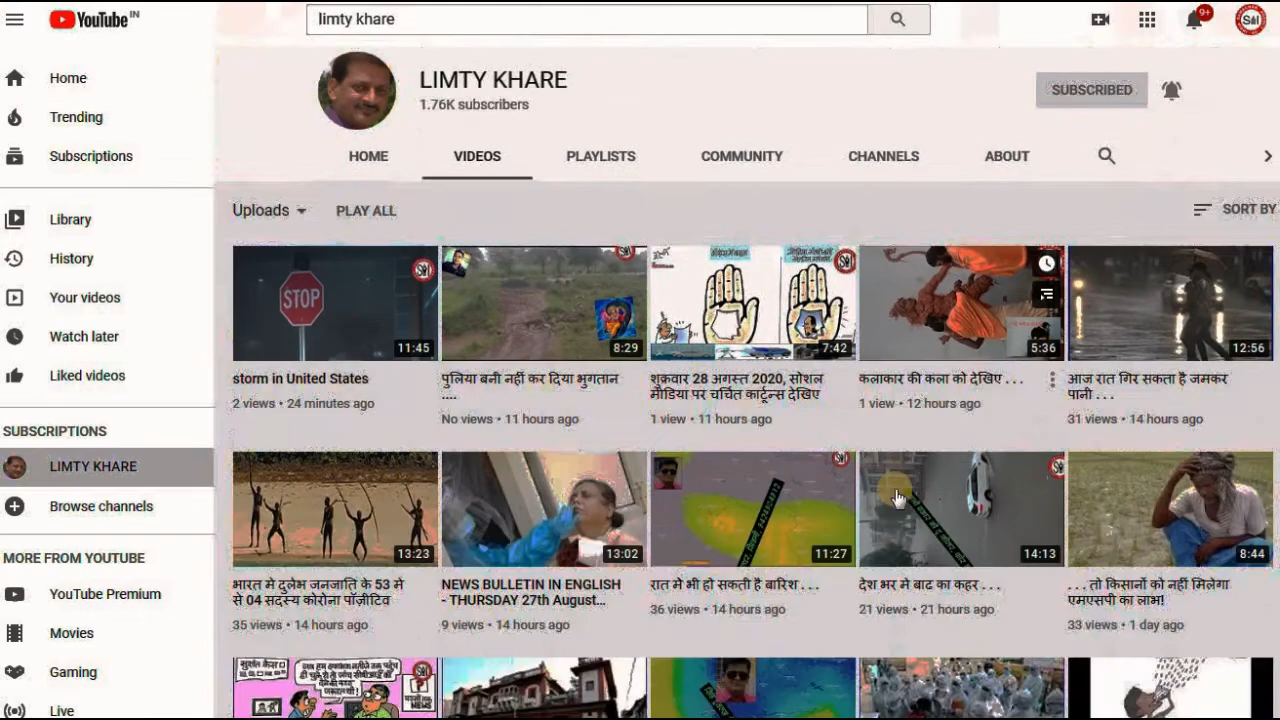 YouTube IN
limty khare
9+
Home
Trending
Subscriptions
Library
History
Your videos
Watch later
Liked videos
SUBSCRIPTIONS
LIMTY KHARE
Browse channels
MORE FROM YOUTUBE
YouTube Premium
Movies
Gaming
Live
LIMTY KHARE
1.76K subscribers
SUBSCRIBED
HOME VIDEOS PLAYLISTS COMMUNITY CHANNELS ABOUT
Uploads PLAY ALL SORT BY
STOP
11:45
storm in United States
2 views • 24 minutes ago
8:29
पुलिया बनी नहीं कर दिया भुगतान
....
No views • 11 hours ago
7:42
शुक्रवार 28 अगस्त 2020, सोशल
मीडिया पर चर्चित कार्टून्स देखिए
1 view • 11 hours ago
5:36
कलाकार की कला को देखिए . . .
1 view • 12 hours ago
12:56
आज रात गिर सकता है जमकर
पानी . . .
31 views • 14 hours ago
13:23
भारत मे दुर्लभ जनजाति के 53 मे
से 04 सदस्य कोरोना पॉज़ीटिव
35 views • 14 hours ago
13:02
NEWS BULLETIN IN ENGLISH
- THURSDAY 27th August...
9 views • 14 hours ago
11:27
रात मे भी हो सकती है बारिश . . .
36 views • 14 hours ago
14:13
देश भर मे बाढ का कहर . . .
21 views • 21 hours ago
8:44
. . . तो किसानों को नहीं मिलेगा
एमएसपी का लाभ!
33 views • 1 day ago